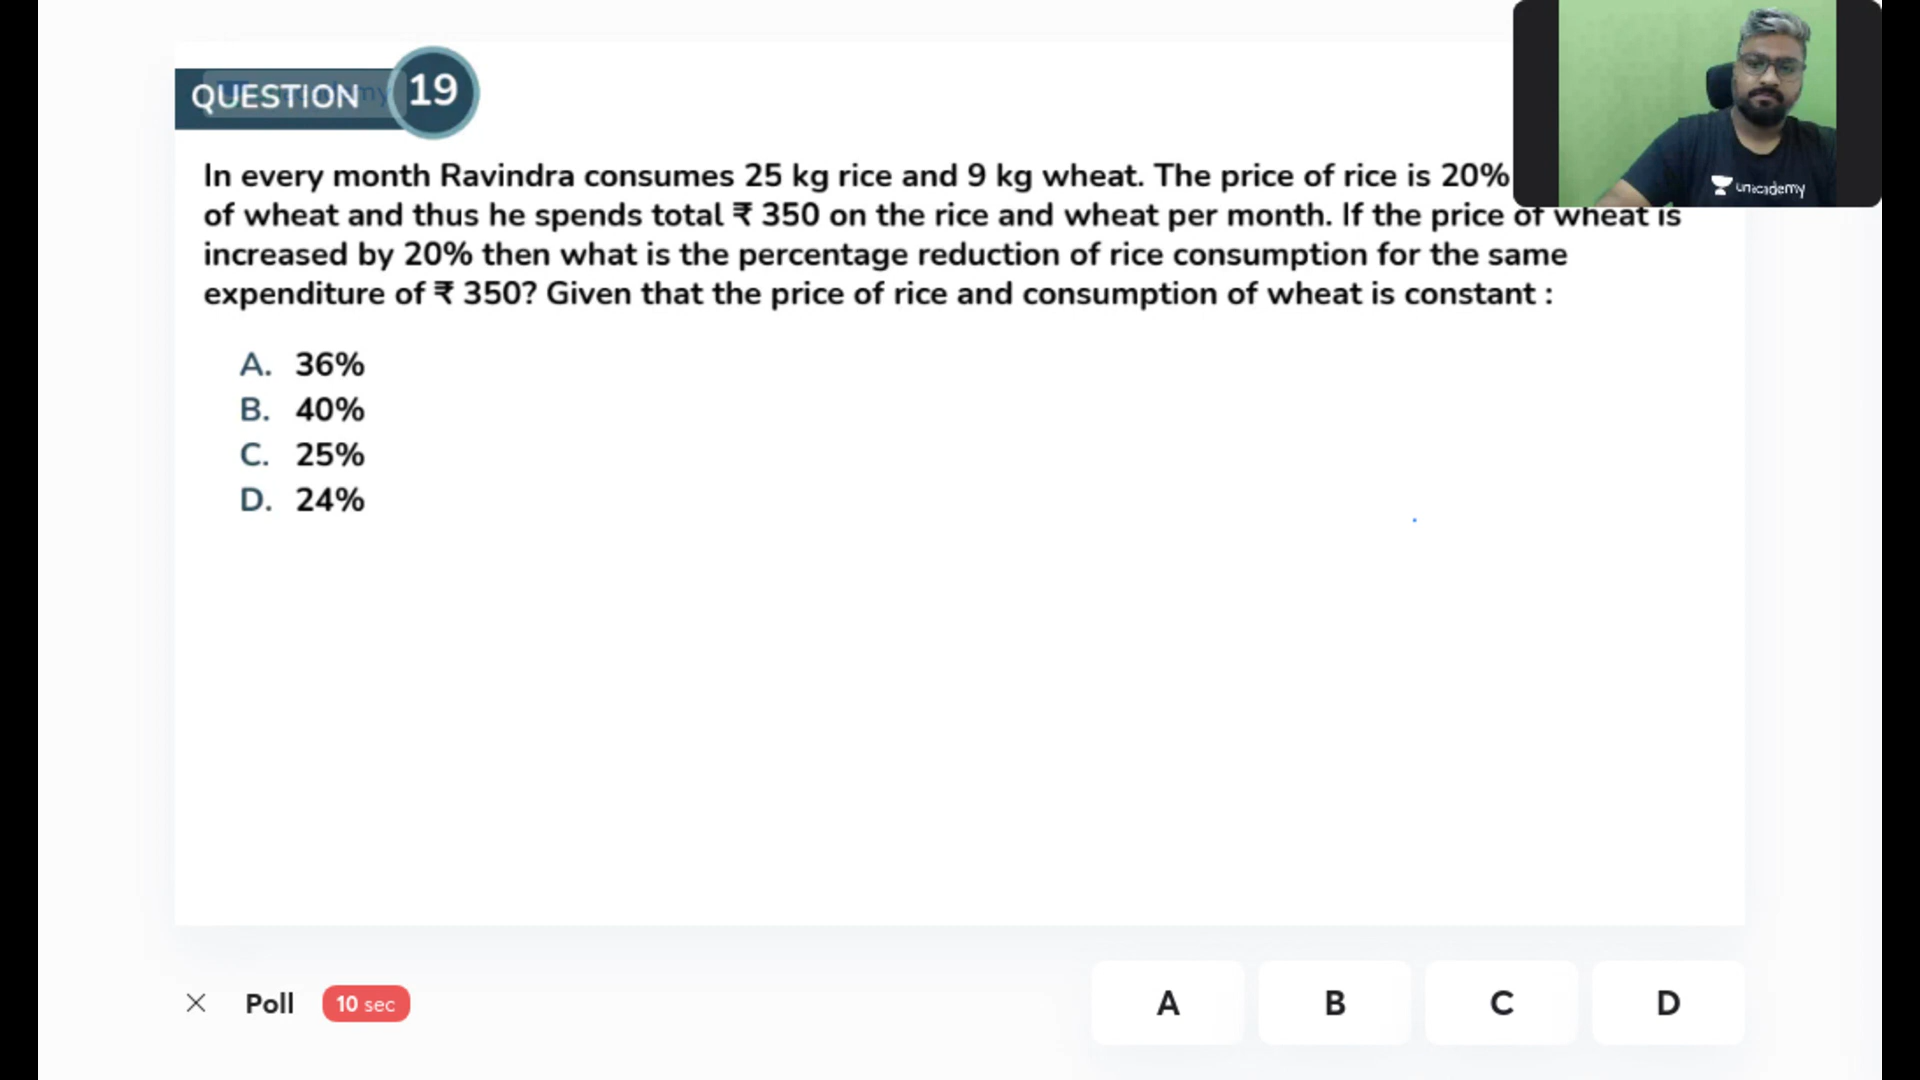 QUESTION 19
unacademy
In every month Ravindra consumes 25 kg rice and 9 kg wheat. The price of rice is 20%
of wheat and thus he spends total ₹ 350 on the rice and wheat per month. If the price of wheat is
increased by 20% then what is the percentage reduction of rice consumption for the same
expenditure of ₹ 350? Given that the price of rice and consumption of wheat is constant :
A. 36%
B. 40%
C. 25%
D. 24%
Poll 10 sec
A B C D